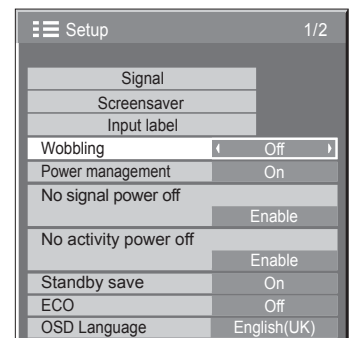 Setup 1/2
Signal
Screensaver
Input label
Wobbling Off
Power management On
No signal power off
Enable
No activity power off
Enable
Standby save On
ECO Off
OSD Language English(UK)